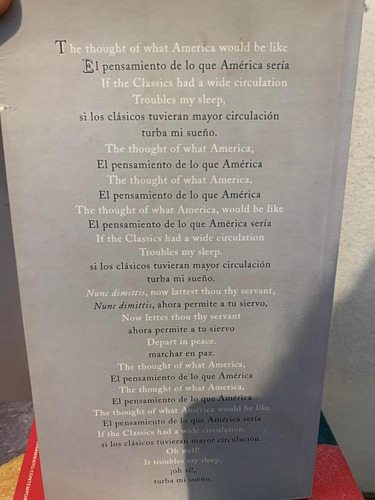 The thought of what America would be like
El pensamiento de lo que América sería
If the Classics had a wide circulation
Troubles my sleep,
si los clásicos tuvieran mayor circulación
turba mi sueño.
The thought of what America,
El pensamiento de lo que América
The thought of what America,
El pensamiento de lo que América
The thought of what America, would be like
El pensamiento de lo que América sería
If the Classics had a wide circulation
Troubles my sleep.
si los clásicos tuvieran mayor circulación
turba mi sueño.
Nunc dimittis, now lattest thou thy servant,
Nunc dimittis, ahora permite a tu siervo,
Now lettes thou thy servant
ahora permite a tu siervo
Depart in peace.
marchar en paz.
The thought of what America,
El pensamiento de lo que América
The thought of what America,
El pensamiento de lo que América
The thought of what America would be like
El pensamiento de lo que América sería
If the Classics had a wide circulation. . . .
si los clásicos tuvieran mayor circulación.
Oh well!
It troubles my sleep,
¡oh sí!,
turba mi sueño.